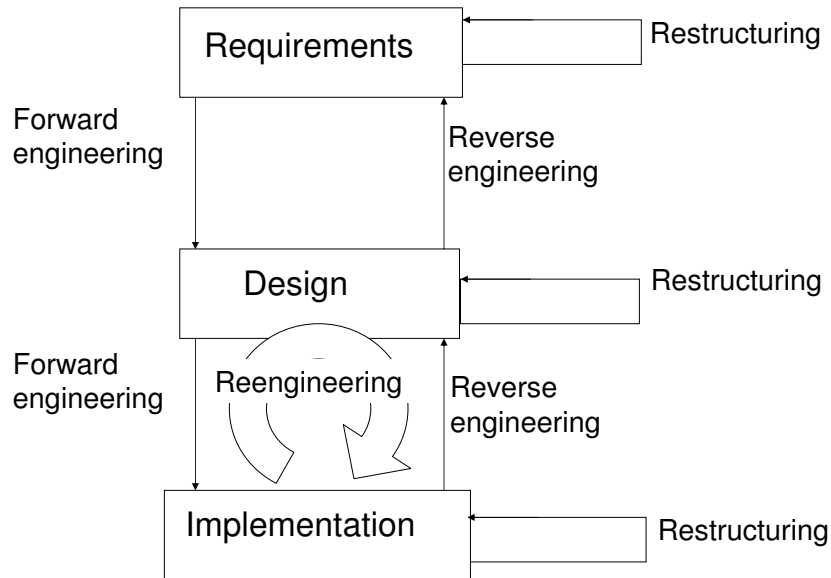 Requirements
Restructuring
Forward
engineering
Reverse
engineering
Design
Restructuring
Forward
engineering
Reengineering
Reverse
engineering
Implementation
Restructuring